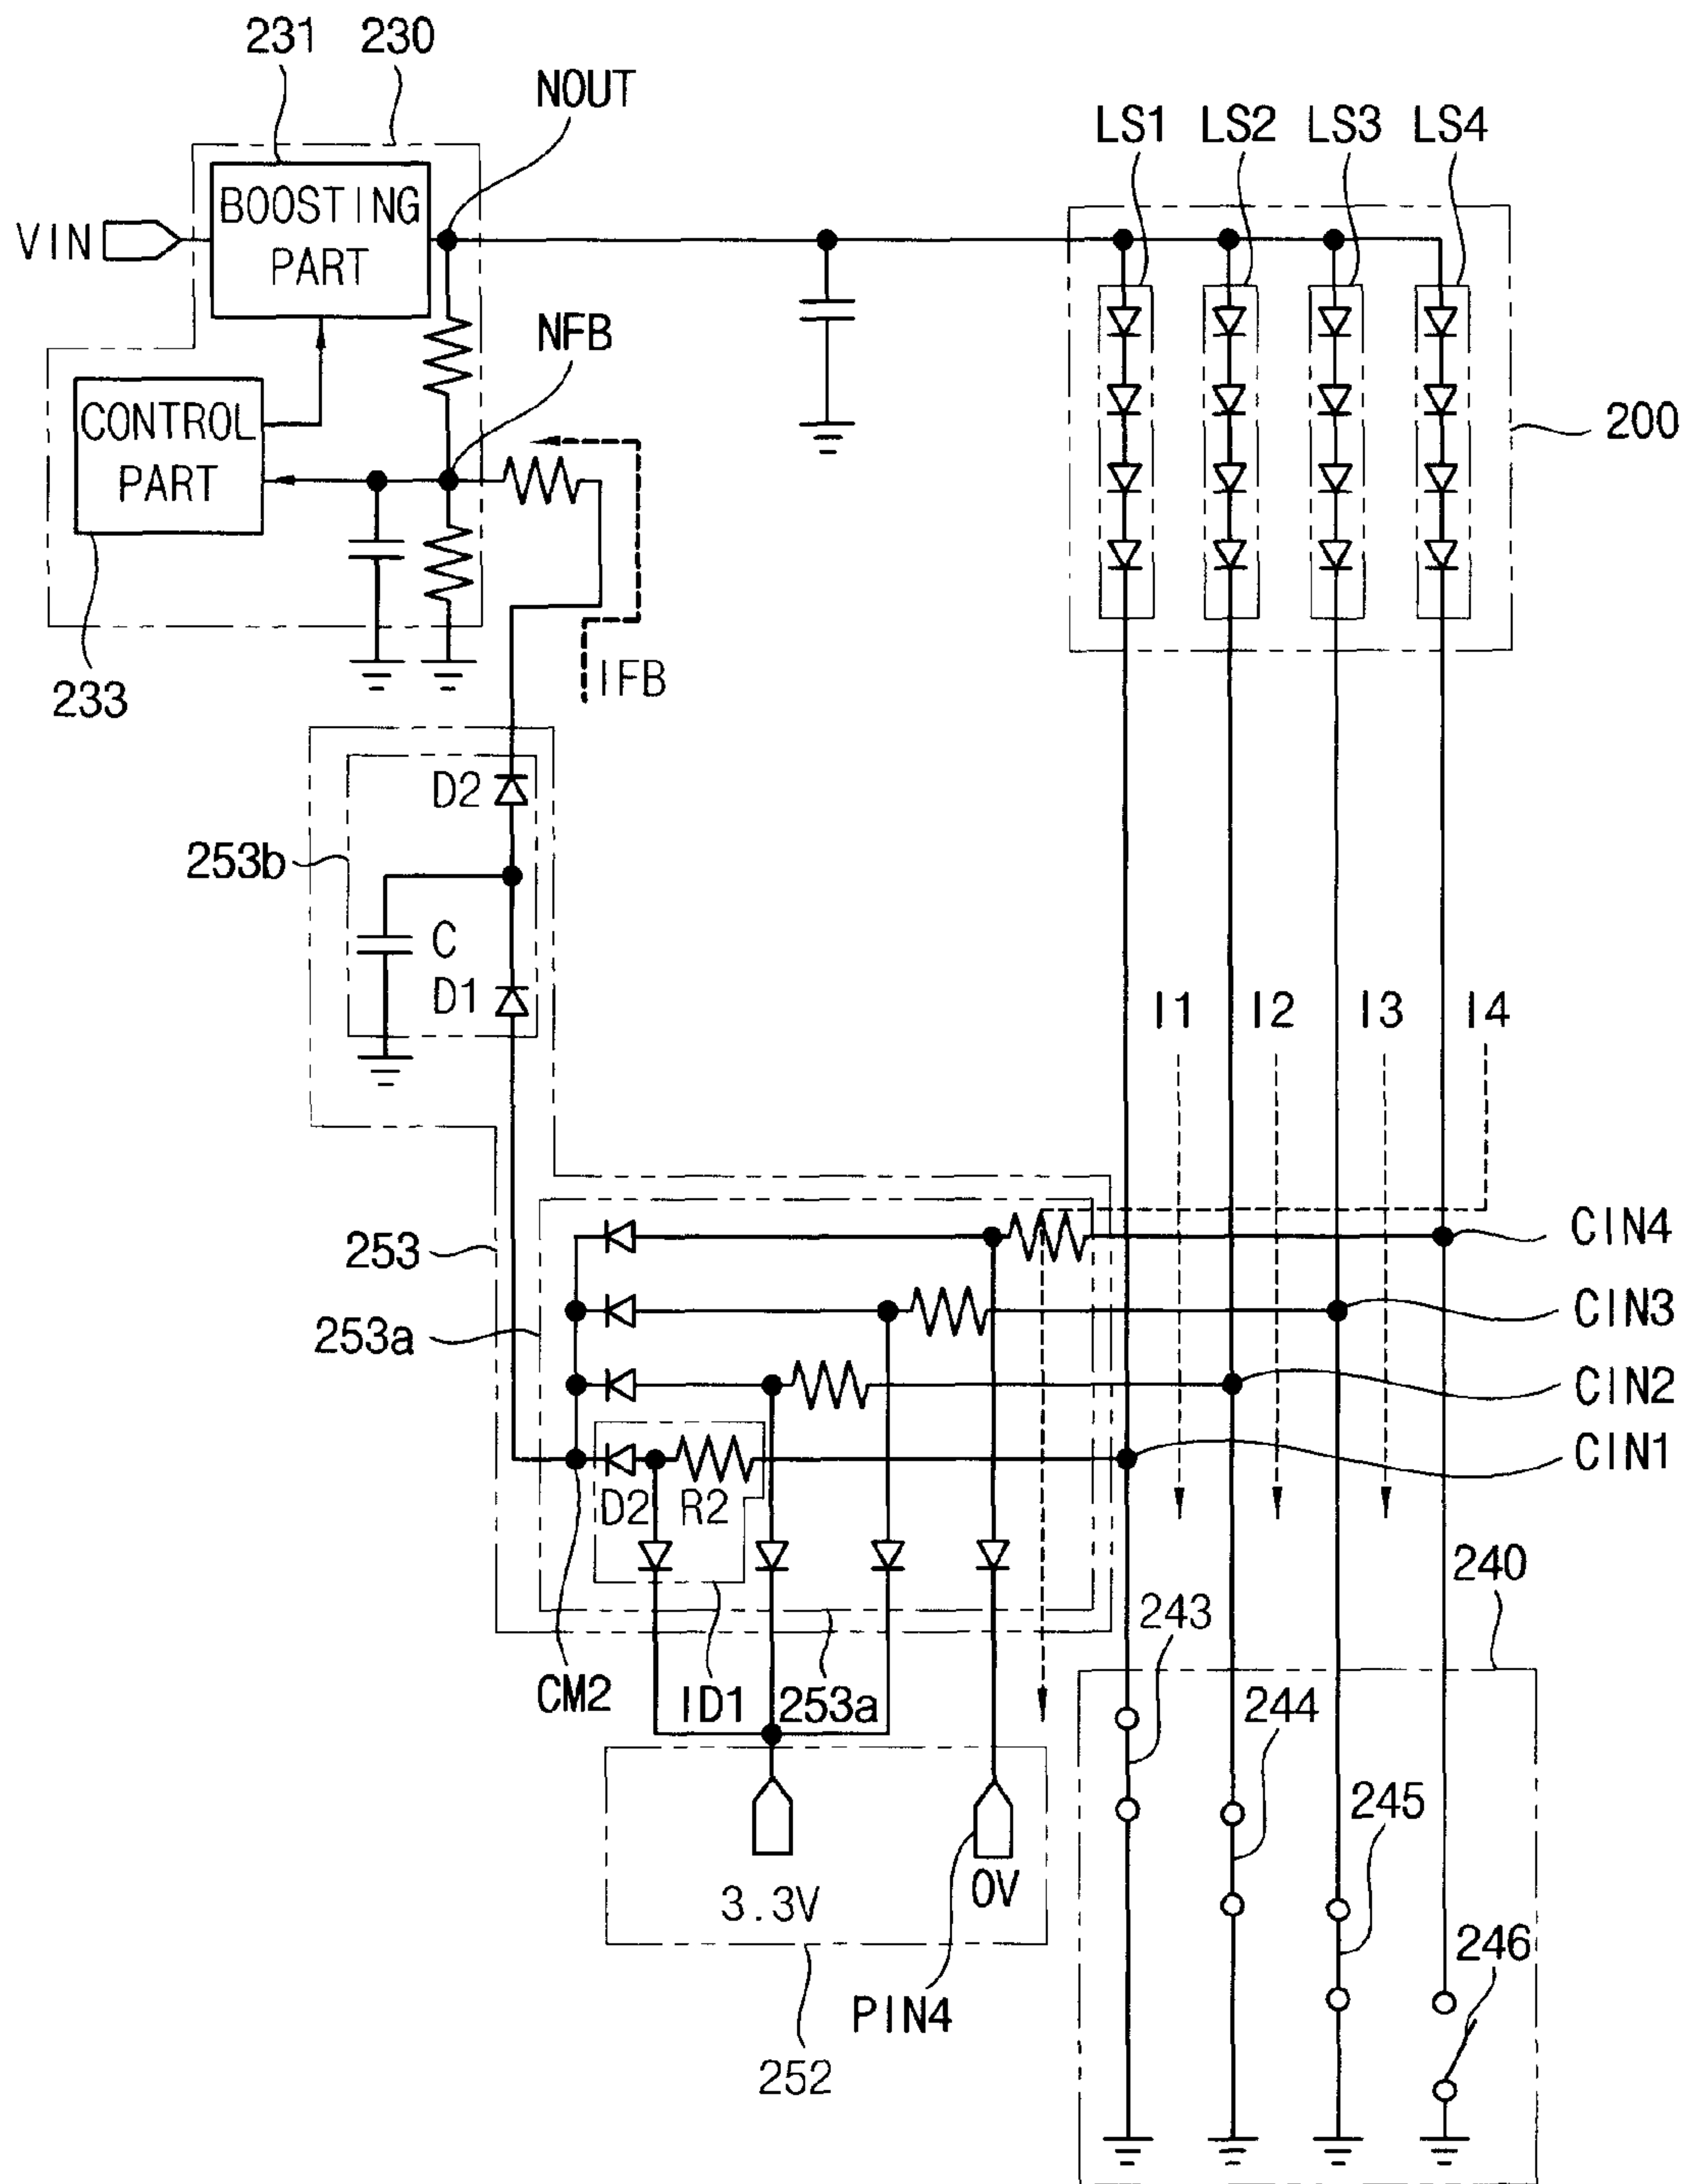 231 230
NOUT
LS1 LS2 LS3 LS4
BOOSTING
PART
VIN
NFB
CONTROL
PART
200
233
IFB
D2
253b
C
D1
I1 I2 I3 I4
253
CIN4
253a
CIN3
CIN2
CIN1
D2 R2
240
243
CM2 ID1 253a
244
245
3.3V
0V
246
PIN4
252